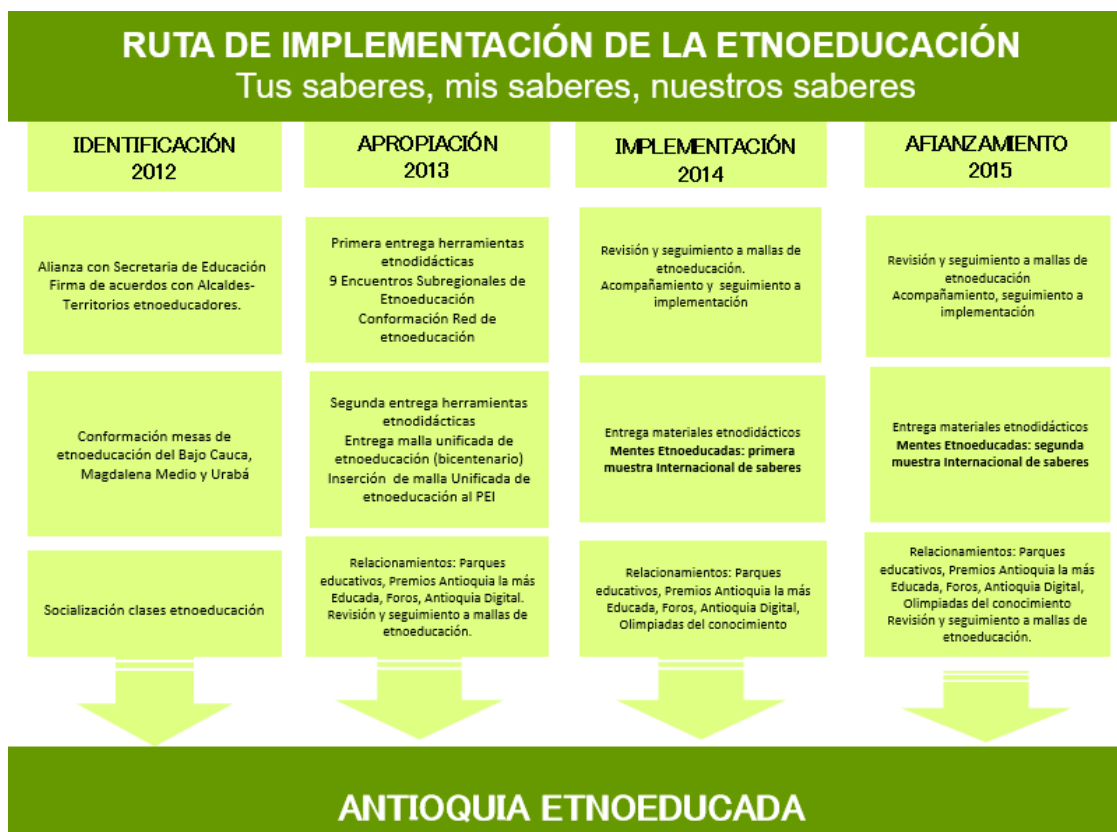 RUTA DE IMPLEMENTACIÓN DE LA ETNOEDUCACIÓN
Tus saberes, mis saberes, nuestros saberes
IDENTIFICACIÓN
2012
Alianza con Secretaria de Educación
Firma de acuerdos con Alcaldes-
Territorios etnoeducadores.
Conformación mesas de
etnoeducación del Bajo Cauca,
Magdalena Medio y Urabá
Socialización clases etnoeducación
APROPIACIÓN
2013
Primera entrega herramientas
etnodidácticas
9 Encuentros Subregionales de
Etnoeducación
Conformación Red de
etnoeducación
Segunda entrega herramientas
etnodidácticas
Entrega malla unificada de
etnoeducación (bicentenario)
Inserción de malla Unificada de
etnoeducación al PEI
Relacionamientos: Parques
educativos, Premios Antioquia la más
Educada, Foros, Antioquia Digital.
Revisión y seguimiento a mallas de
etnoeducación.
IMPLEMENTACIÓN
2014
Revisión y seguimiento a mallas de
etnoeducación.
Acompañamiento y seguimiento a
implementación
Entrega materiales etnodidácticos
Mentes Etnoeducadas: primera
muestra Internacional de saberes
Relacionamientos: Parques
educativos, Premios Antioquia la más
Educada, Foros, Antioquia Digital,
Olimpiadas del conocimiento
AFIANZAMIENTO
2015
Revisión y seguimiento a mallas de
etnoeducación
Acompañamiento, seguimiento a
implementación
Entrega materiales etnodidácticos
Mentes Etnoeducadas: segunda
muestra Internacional de saberes
Relacionamientos: Parques
educativos, Premios Antioquia la más
Educada, Foros, Antioquia Digital,
Olimpiadas del conocimiento
Revisión y seguimiento a mallas de
etnoeducación.
ANTIOQUIA ETNOEDUCADA